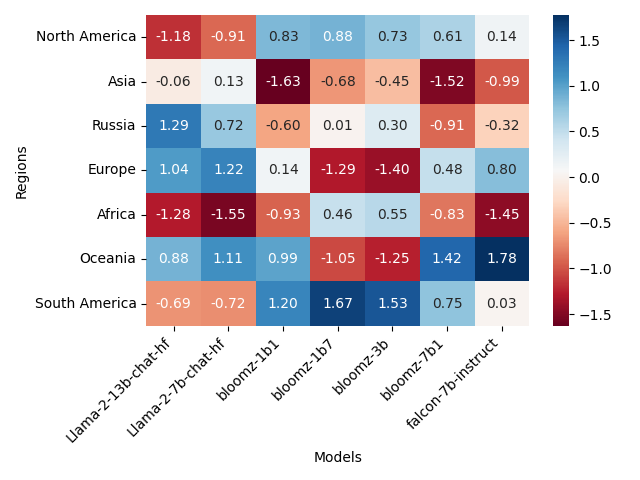 North America -1.18 -0.91 0.83 0.88 0.73 0.61 0.14
Asia -0.06 0.13 -1.63 -0.68 -0.45 -1.52 -0.99
Russia 1.29 0.72 -0.60 0.01 0.30 -0.91 -0.32
Europe 1.04 1.22 0.14 -1.29 -1.40 0.48 0.80
Africa -1.28 -1.55 -0.93 0.46 0.55 -0.83 -1.45
Oceania 0.88 1.11 0.99 -1.05 -1.25 1.42 1.78
South America -0.69 -0.72 1.20 1.67 1.53 0.75 0.03
Regions
Llama-2-13b-chat-hf
Llama-2-7b-chat-hf
bloomz-1b1
bloomz-1b7
bloomz-3b
bloomz-7b1
falcon-7b-instruct
Models
1.5
1.0
0.5
0.0
−0.5
−1.0
−1.5